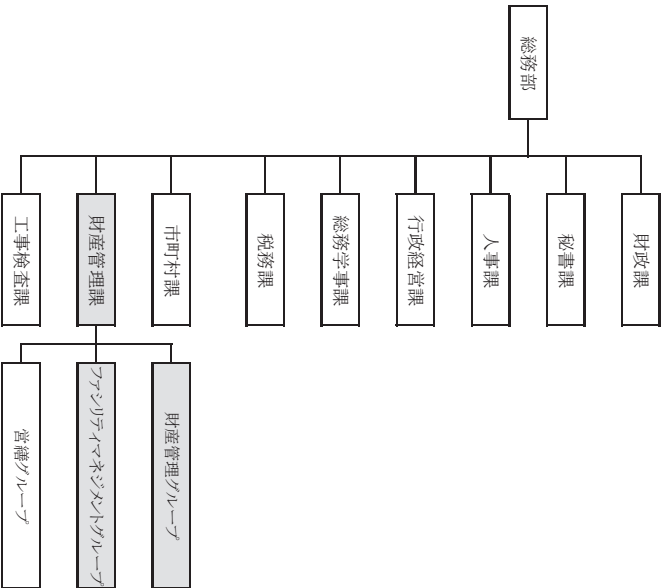 総務部
財政課
秘書課
人事課
行政経営課
総務学事課
税務課
市町村課
財産管理課
工事検査課
財産管理グループ
ファシリティマネジメントグループ
営繕グループ